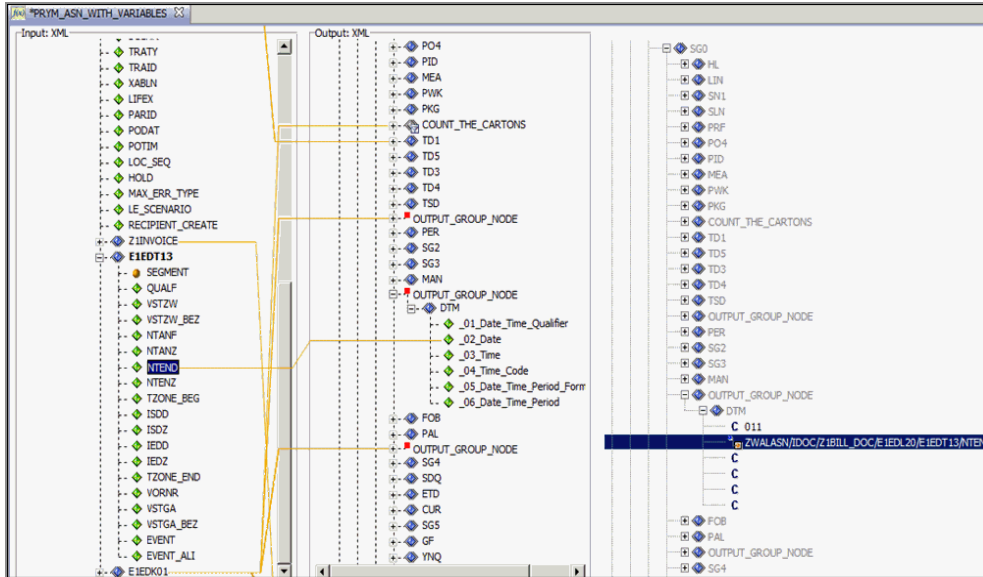 *PRYM_ASN_WITH_VARIABLES
Input: XML
TRATY
TRAID
XABLN
LIFEX
PARID
PODAT
POTIM
LOC_SEQ
HOLD
MAX_ERR_TYPE
LE_SCENARIO
RECIPIENT_CREATE
Z1INVOICE
E1EDT13
SEGMENT
QUALF
VSTZW
VSTZW_BEZ
NTANF
NTANZ
NTEND
NTENZ
TZONE_BEG
ISDD
ISDZ
IEDD
IEDZ
TZONE_END
VORNR
VSTGA
VSTGA_BEZ
EVENT
EVENT_ALI
E1EDK01
Output: XML
PO4
PID
MEA
PWK
PKG
COUNT_THE_CARTONS
TD1
TD5
TD3
TD4
TSD
OUTPUT_GROUP_NODE
PER
SG2
SG3
MAN
OUTPUT_GROUP_NODE
DTM
_01_Date_Time_Qualifier
_02_Date
_03_Time
_04_Time_Code
_05_Date_Time_Period_Form
_06_Date_Time_Period
FOB
PAL
OUTPUT_GROUP_NODE
SG4
SDQ
ETD
CUR
SG5
GF
YNQ
SG0
HL
LIN
SN1
SLN
PRF
PO4
PID
MEA
PWK
PKG
COUNT_THE_CARTONS
TD1
TD5
TD3
TD4
TSD
OUTPUT_GROUP_NODE
PER
SG2
SG3
MAN
OUTPUT_GROUP_NODE
DTM
C 011
ZWALASN/IDOC/Z1BILL_DOC/E1EDL20/E1EDT13/NTEN
C
C
C
C
FOB
PAL
OUTPUT_GROUP_NODE
SG4